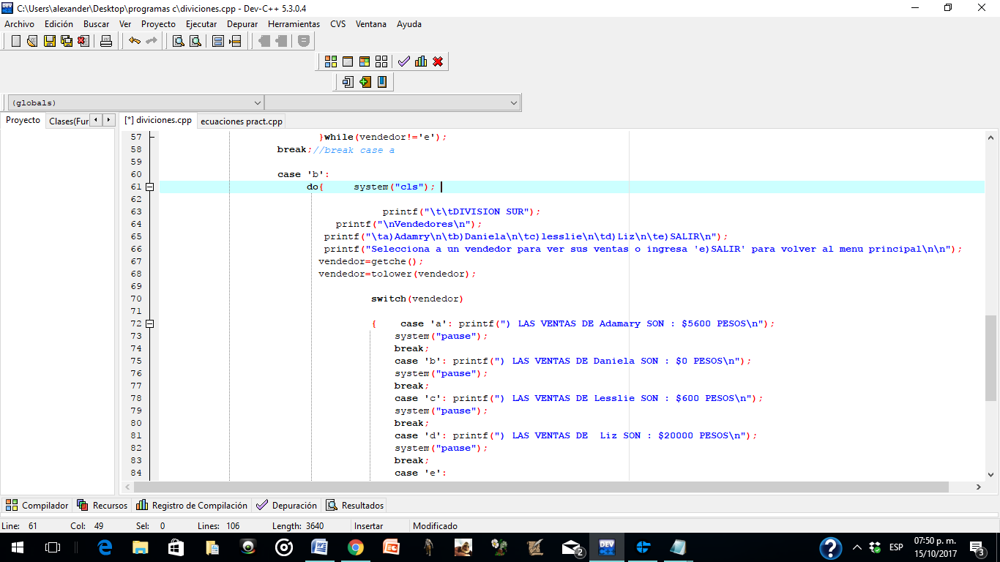 C:\Users\alexander\Desktop\programas c\diviciones.cpp - Dev-C++ 5.3.0.4
Archivo Edición Buscar Ver Proyecto Ejecutar Depurar Herramientas CVS Ventana Ayuda
(globals)
Proyecto Clases(Fur [*] diviciones.cpp ecuaciones pract.cpp
57 }while(vendedor!='e');
58 break;//break case a
59
60 case 'b':
61 do{ system("cls");
62
63 printf("\t\tDIVISION SUR");
64 printf("\nVendedores\n");
65 printf("\ta)Adamry\n\tb)Daniela\n\tc)lesslie\n\td)Liz\n\te)SALIR\n");
66 printf("Selecciona a un vendedor para ver sus ventas o ingresa 'e)SALIR' para volver al menu principal\n\n");
67 vendedor=getche();
68 vendedor=tolower(vendedor);
69
70 switch(vendedor)
71
72 { case 'a': printf(") LAS VENTAS DE Adamary SON : $5600 PESOS\n");
73 system("pause");
74 break;
75 case 'b': printf(") LAS VENTAS DE Daniela SON : $0 PESOS\n");
76 system("pause");
77 break;
78 case 'c': printf(") LAS VENTAS DE Lesslie SON : $600 PESOS\n");
79 system("pause");
80 break;
81 case 'd': printf(") LAS VENTAS DE  Liz SON : $20000 PESOS\n");
82 system("pause");
83 break;
84 case 'e':
Compilador Recursos Registro de Compilación Depuración Resultados
Line: 61 Col: 49 Sel: 0 Lines: 106 Length: 3640 Insertar Modificado
DEV 2 ESP 07:50 p. m.
15/10/2017 3